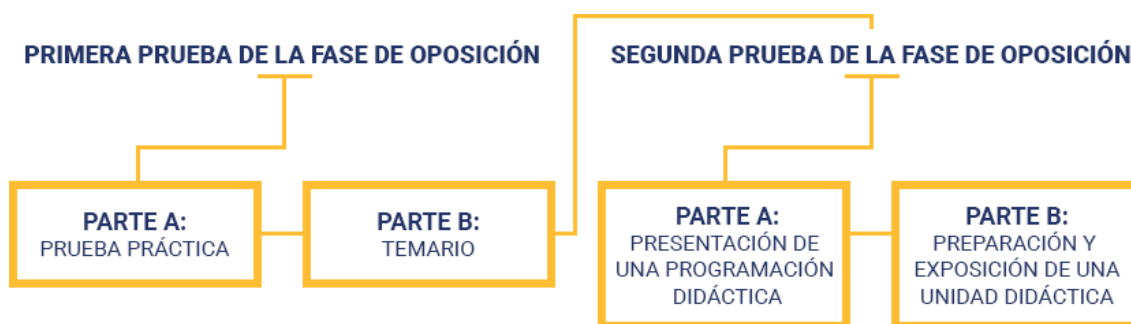 PRIMERA PRUEBA DE LA FASE DE OPOSICIÓN
SEGUNDA PRUEBA DE LA FASE DE OPOSICIÓN
PARTE A:
PRUEBA PRÁCTICA
PARTE B:
TEMARIO
PARTE A:
PRESENTACIÓN DE
UNA PROGRAMACIÓN
DIDÁCTICA
PARTE B:
PREPARACIÓN Y
EXPOSICIÓN DE UNA
UNIDAD DIDÁCTICA